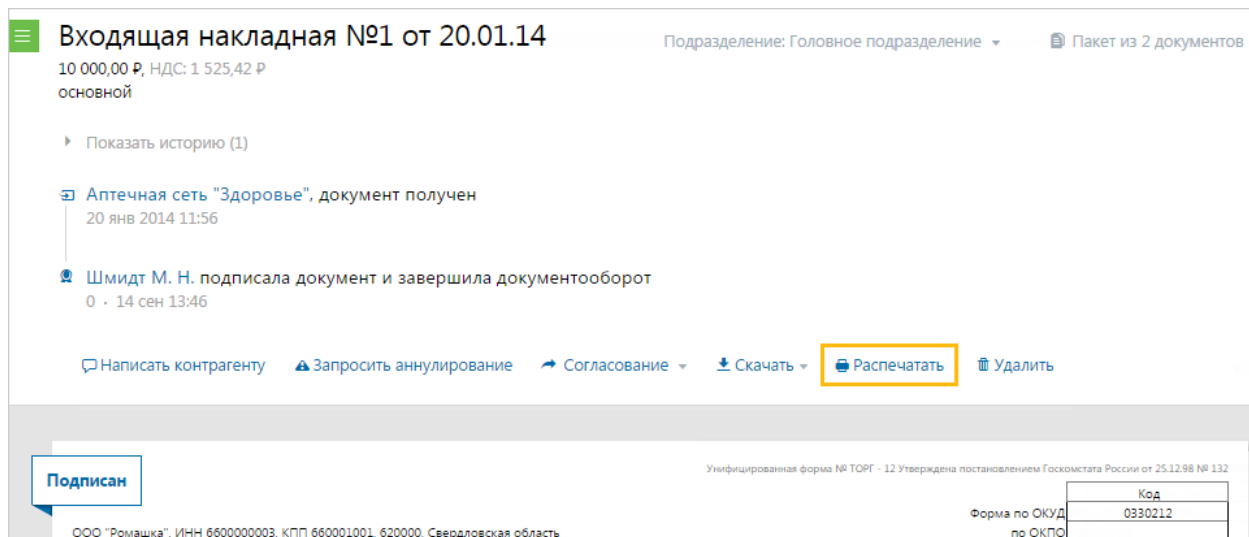 Входящая накладная №1 от 20.01.14
Подразделение: Головное подразделение
Пакет из 2 документов
10 000,00 ₽, НДС: 1 525,42 ₽
основной
Показать историю (1)
Аптечная сеть "Здоровье", документ получен
20 янв 2014 11:56
Шмидт М. Н. подписала документ и завершила документооборот
0 · 14 сен 13:46
Написать контрагенту Запросить аннулирование Согласование Скачать Распечатать Удалить
Унифицированная форма № ТОРГ - 12 Утверждена постановлением Госкомстата России от 25.12.98 № 132
Подписан
Код
Форма по ОКУД 0330212
по ОКПО
ООО "Ромашка", ИНН 6600000003, КПП 660001001, 620000, Свердловская область